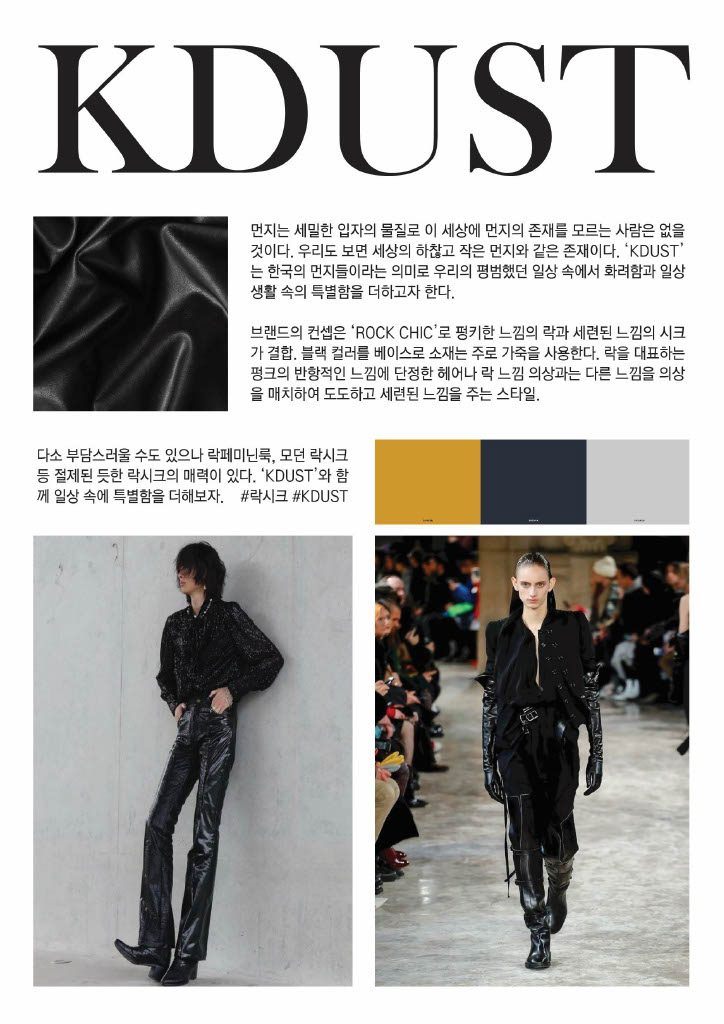 KDUST
먼지는 세밀한 입자의 물질로 이 세상에 먼지의 존재를 모르는 사람은 없을
것이다. 우리도 보면 세상의 하찮고 작은 먼지와 같은 존재이다. ‘KDUST’
는 한국의 먼지들이라는 의미로 우리의 평범했던 일상 속에서 화려함과 일상
생활 속의 특별함을 더하고자 한다.
브랜드의 컨셉은 ‘ROCK CHIC’로 펑키한 느낌의 락과 세련된 느낌의 시크
가 결합. 블랙 컬러를 베이스로 소재는 주로 가죽을 사용한다. 락을 대표하는
펑크의 반항적인 느낌에 단정한 헤어나 락 느낌 의상과는 다른 느낌을 의상
을 매치하여 도도하고 세련된 느낌을 주는 스타일.
다소 부담스러울 수도 있으나 락페미닌룩, 모던 락시크
등 절제된 듯한 락시크의 매력이 있다. ‘KDUST’와 함
께 일상 속에 특별함을 더해보자. #락시크 #KDUST